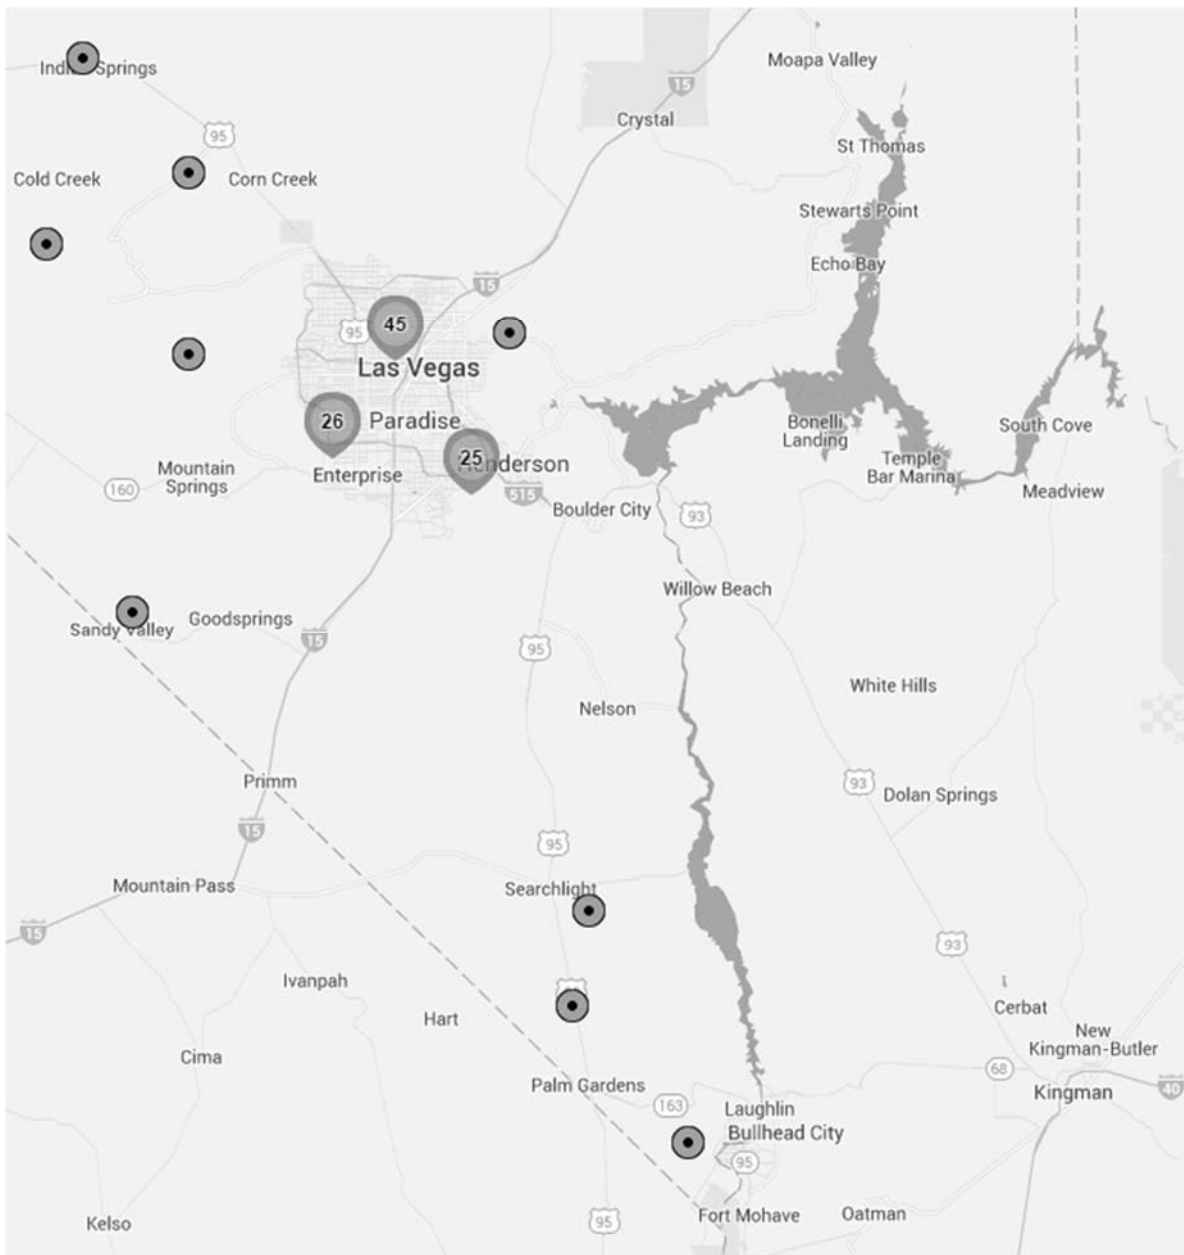 Moapa Valley
Indian Springs
15
Crystal
95
St Thomas
Cold Creek
Corn Creek
Stewarts Point
Echo Bay
15
45
95
Las Vegas
26
Paradise
Bonelli
Landing
South Cove
25
Henderson
Temple
Bar Marina
Mountain
Springs
Enterprise
160
515
Boulder City
93
Meadview
Willow Beach
Sandy Valley
Goodsprings
15
95
White Hills
Nelson
Primm
93
Dolan Springs
15
95
Mountain Pass
Searchlight
15
93
Ivanpah
Hart
Cerbat
New
Kingman-Butler
Cima
68
Palm Gardens
Kingman
40
163
Laughlin
Bullhead City
95
Kelso
95
Fort Mohave
Oatman